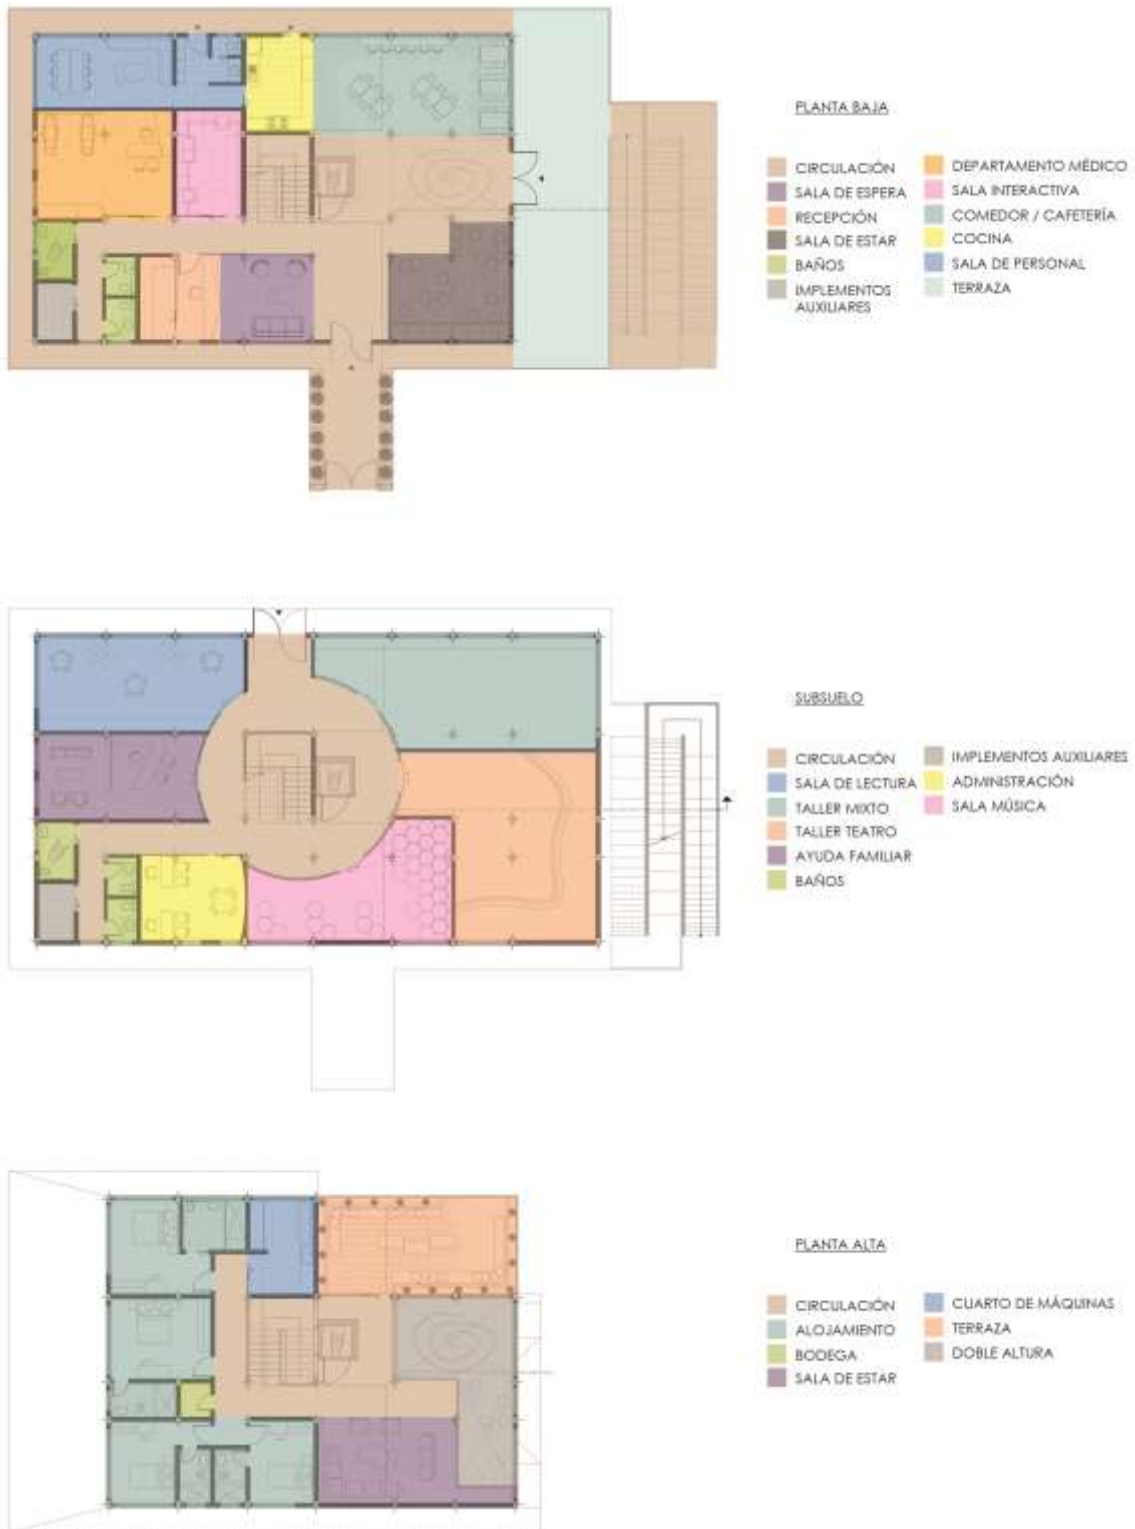 PLANTA BAJA
CIRCULACIÓN
SALA DE ESPERA
RECEPCIÓN
SALA DE ESTAR
BAÑOS
IMPLEMENTOS
AUXILIARES
DEPARTAMENTO MÉDICO
SALA INTERACTIVA
COMEDOR / CAFETERÍA
COCINA
SALA DE PERSONAL
TERRAZA
SUBSUELO
CIRCULACIÓN
SALA DE LECTURA
TALLER MIXTO
TALLER TEATRO
AYUDA FAMILIAR
BAÑOS
IMPLEMENTOS AUXILIARES
ADMINISTRACIÓN
SALA MÚSICA
PLANTA ALTA
CIRCULACIÓN
ALOJAMIENTO
BODEGA
SALA DE ESTAR
CUARTO DE MÁQUINAS
TERRAZA
DOBLE ALTURA